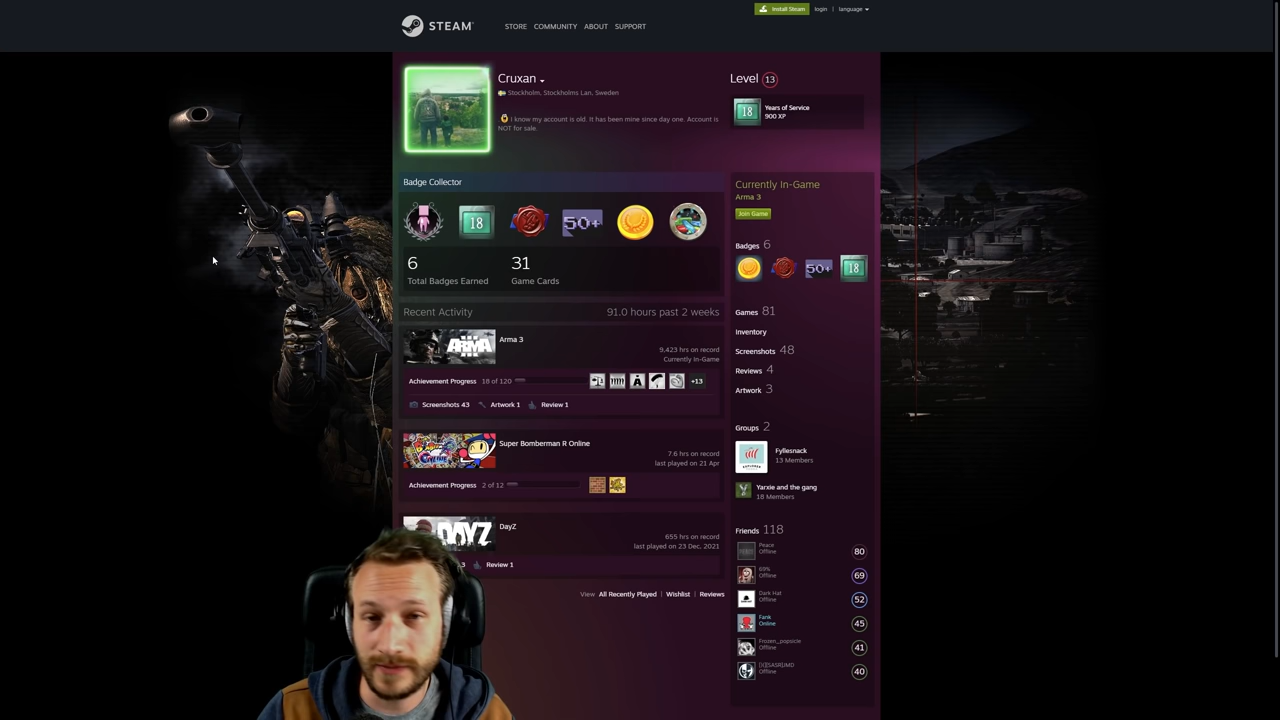 Install Steam
login | language
STEAM
STORE COMMUNITY ABOUT SUPPORT
Cruxan
Stockholm, Stockholms Lan, Sweden
I know my account is old. It has been mine since day one. Account is
NOT for sale.
Level 13
18
Years of Service
900 XP
Badge Collector
18
50+
6
Total Badges Earned
31
Game Cards
Recent Activity
91.0 hours past 2 weeks
ARMA III
Arma 3
9,423 hrs on record
Currently In-Game
Achievement Progress 18 of 120
+13
Screenshots 43
Artwork 1
Review 1
Super Bomberman R Online
7.6 hrs on record
last played on 21 Apr
Achievement Progress 2 of 12
DAYZ
DayZ
655 hrs on record
last played on 23 Dec, 2021
3
Review 1
View All Recently Played | Wishlist | Reviews
Currently In-Game
Arma 3
Join Game
Badges 6
50+
18
Games 81
Inventory
Screenshots 48
Reviews 4
Artwork 3
Groups 2
Fyllesnack
13 Members
Yarxie and the gang
18 Members
Friends 118
Peace
Offline
80
69%
Offline
69
Dark Hat
Offline
52
Fank
Online
45
Frozen_popsicle
Offline
41
Offline
40